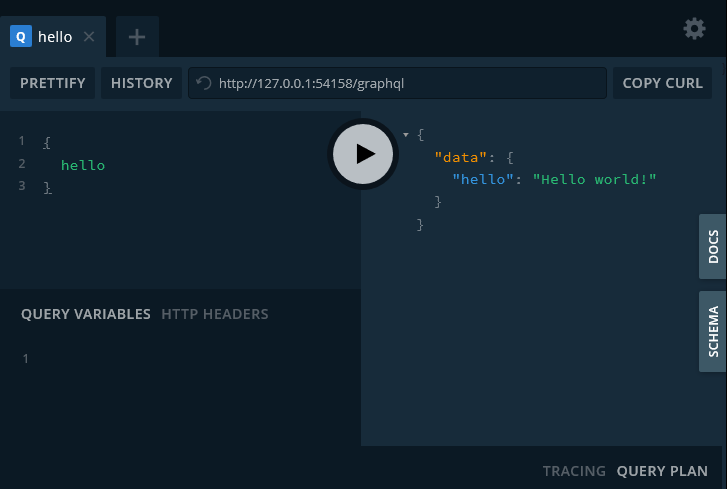 Q hello
PRETTIFY HISTORY http://127.0.0.1:54158/graphql COPY CURL
1 {
2 hello
3 }
{
"data": {
"hello": "Hello world!"
}
}
DOCS
SCHEMA
QUERY VARIABLES HTTP HEADERS
1
TRACING QUERY PLAN